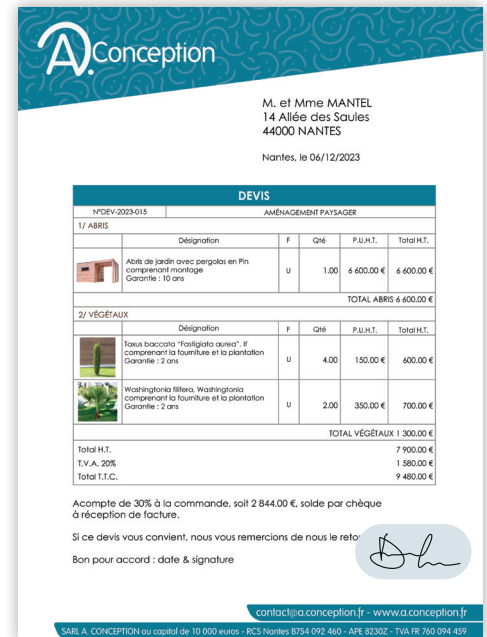 A.Conception
M. et Mme MANTEL
14 Allée des Saules
44000 NANTES
Nantes, le 06/12/2023
DEVIS
N°DEV-2023-015 AMÉNAGEMENT PAYSAGER
1/ ABRIS
Désignation F Qté P.U.H.T. Total H.T.
Abris de jardin avec pergolas en Pin
comprenant montage
Garantie : 10 ans
U 1.00 6 600.00 € 6 600.00 €
TOTAL ABRIS 6 600.00 €
2/ VÉGÉTAUX
Désignation F Qté P.U.H.T. Total H.T.
Taxus baccata "Fastigiata aurea". If
comprenant la fourniture et la plantation
Garantie : 2 ans
U 4.00 150.00 € 600.00 €
Washingtonia filifera, Washingtonia
comprenant la fourniture et la plantation
Garantie : 2 ans
U 2.00 350.00 € 700.00 €
TOTAL VÉGÉTAUX 1 300.00 €
Total H.T. 7 900.00 €
T.V.A. 20% 1 580.00 €
Total T.T.C. 9 480.00 €
Acompte de 30% à la commande, soit 2 844.00 €, solde par chèque
à réception de facture.
Si ce devis vous convient, nous vous remercions de nous le retou
Bon pour accord : date & signature
contact@a.conception.fr - www.a.conception.fr
SARL A. CONCEPTION au capital de 10 000 euros - RCS Nantes B754 092 460 - APE 8230Z - TVA FR 760 094 459